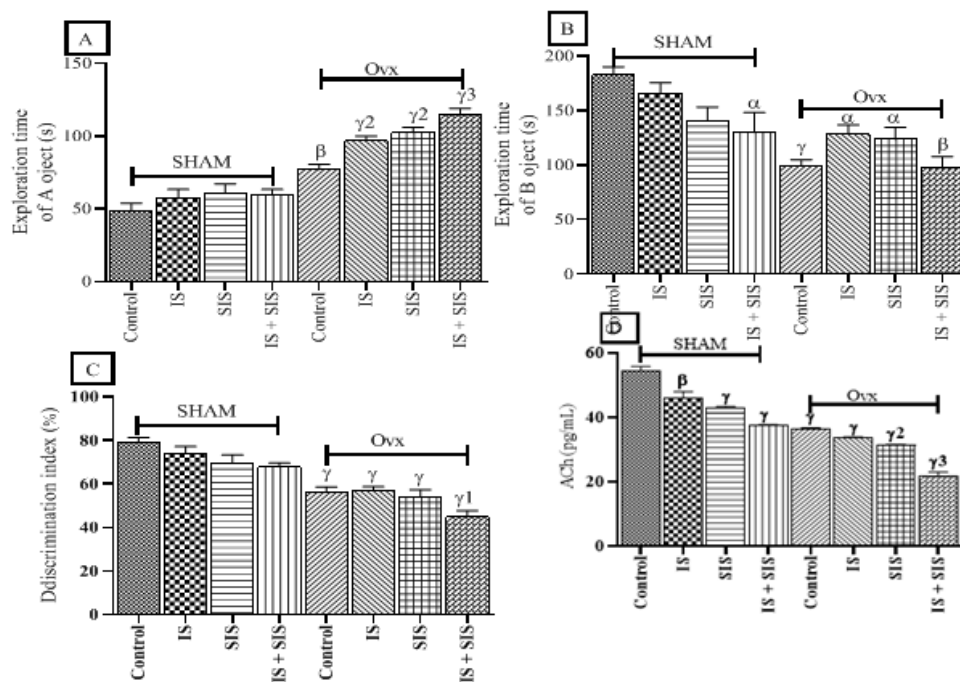 A
Exploration time
of A oject (s)
150
100
50
0
SHAM
Ovx
β
γ2
γ2
γ3
Control
IS
SIS
IS + SIS
Control
IS
SIS
IS + SIS
B
Exploration time
of B oject (s)
200
150
100
50
0
SHAM
Ovx
α
γ
α
α
β
Control
IS
SIS
IS + SIS
Control
IS
SIS
IS + SIS
C
Ddiscrimination index (%)
100
80
60
40
20
0
SHAM
Ovx
γ
γ
γ
γ1
Control
IS
SIS
IS + SIS
Control
IS
SIS
IS + SIS
D
ACh (pg/mL)
60
40
20
0
SHAM
Ovx
β
γ
γ
γ
γ
γ2
γ3
Control
IS
SIS
IS + SIS
Control
IS
SIS
IS + SIS